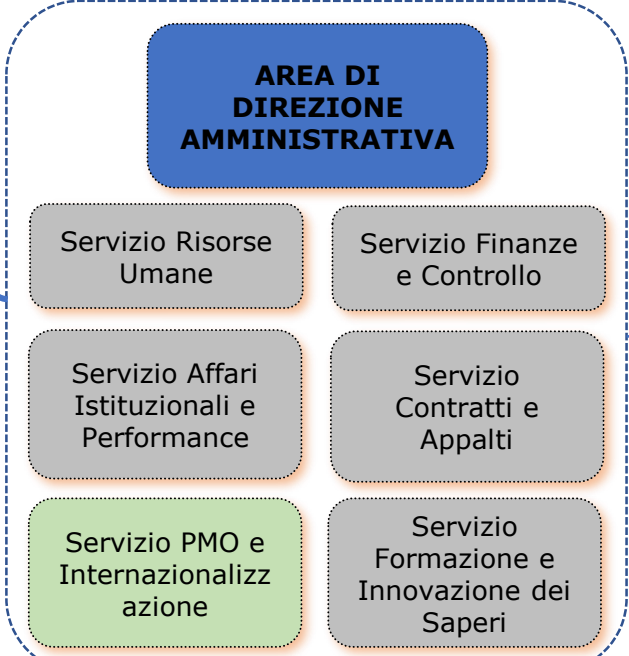 AREA DI
DIREZIONE
AMMINISTRATIVA
Servizio Risorse
Umane
Servizio Finanze
e Controllo
Servizio Affari
Istituzionali e
Performance
Servizio
Contratti e
Appalti
Servizio PMO e
Internazionalizz
azione
Servizio
Formazione e
Innovazione dei
Saperi